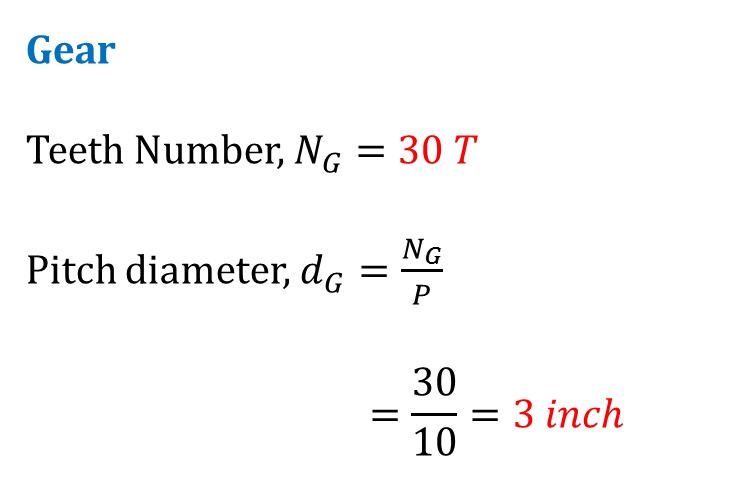 Gear
Teeth Number, N_G = 30 T
Pitch diameter, d_G = N_G / P
= 30 / 10 = 3 inch